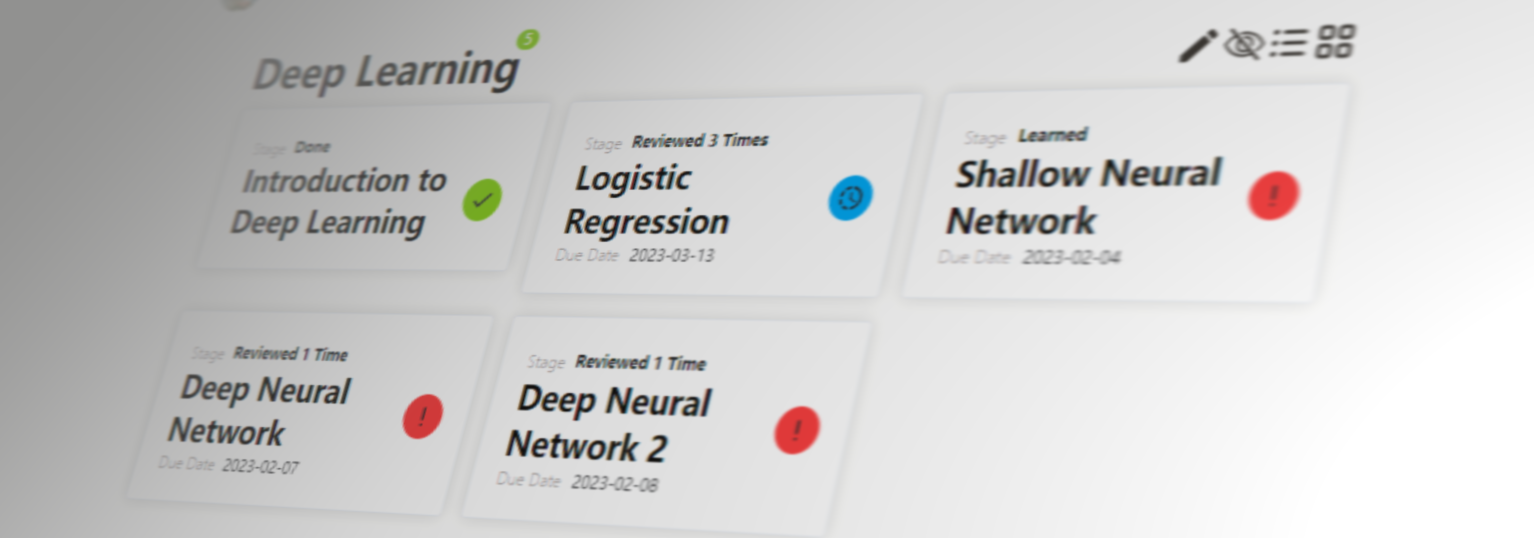 Deep Learning
5
Stage Done
Introduction to
Deep Learning
Stage Reviewed 3 Times
Logistic
Regression
Due Date 2023-03-13
Stage Learned
Shallow Neural
Network
Due Date 2023-02-04
Stage Reviewed 1 Time
Deep Neural
Network
Due Date 2023-02-07
Stage Reviewed 1 Time
Deep Neural
Network 2
Due Date 2023-02-08